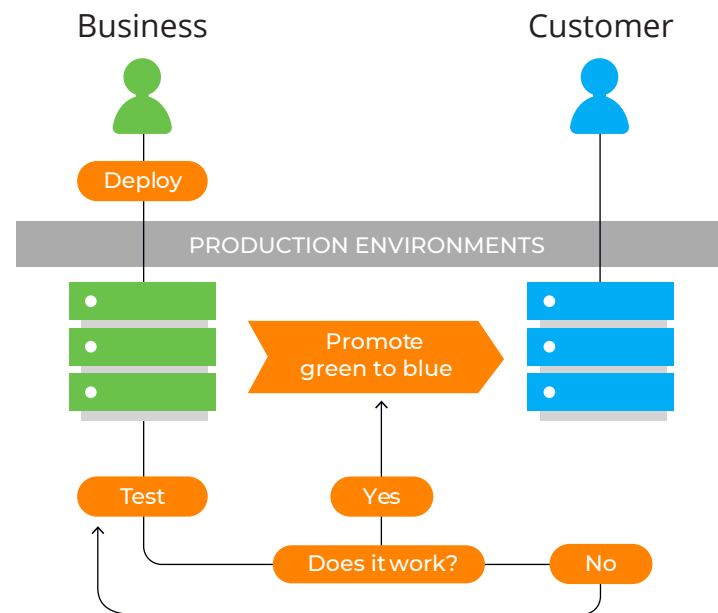 Business
Customer
Deploy
PRODUCTION ENVIRONMENTS
Promote
green to blue
Test
Yes
Does it work?
No